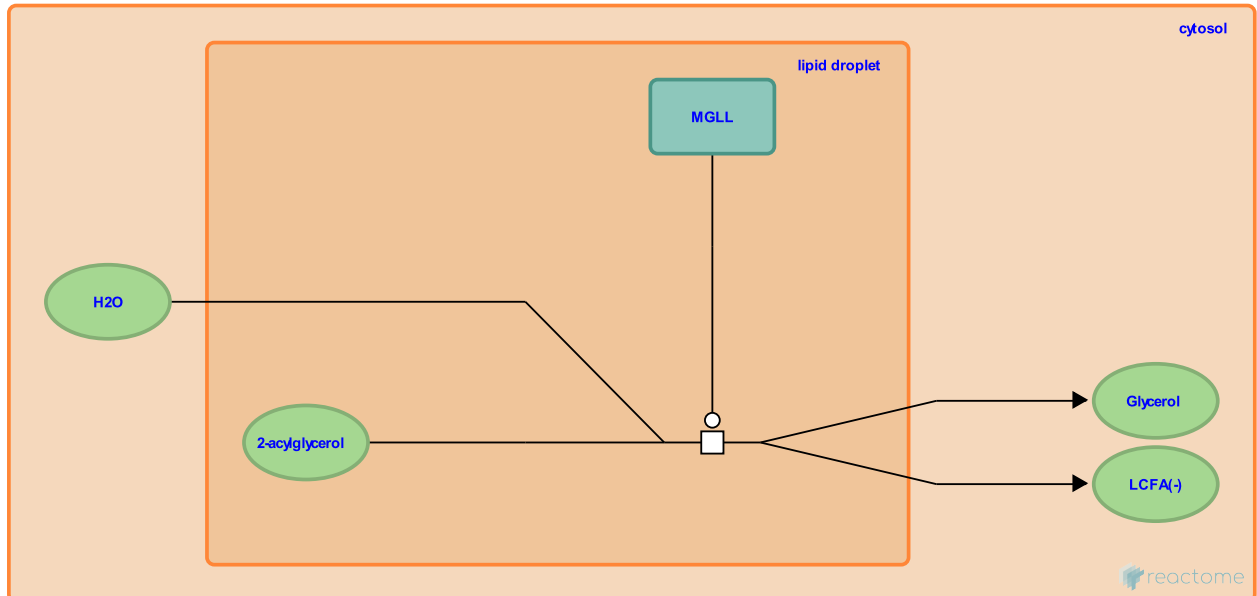 cytosol
lipid droplet
MGLL
H2O
Glycerol
2-acylglycerol
LCFA(-)
reactome